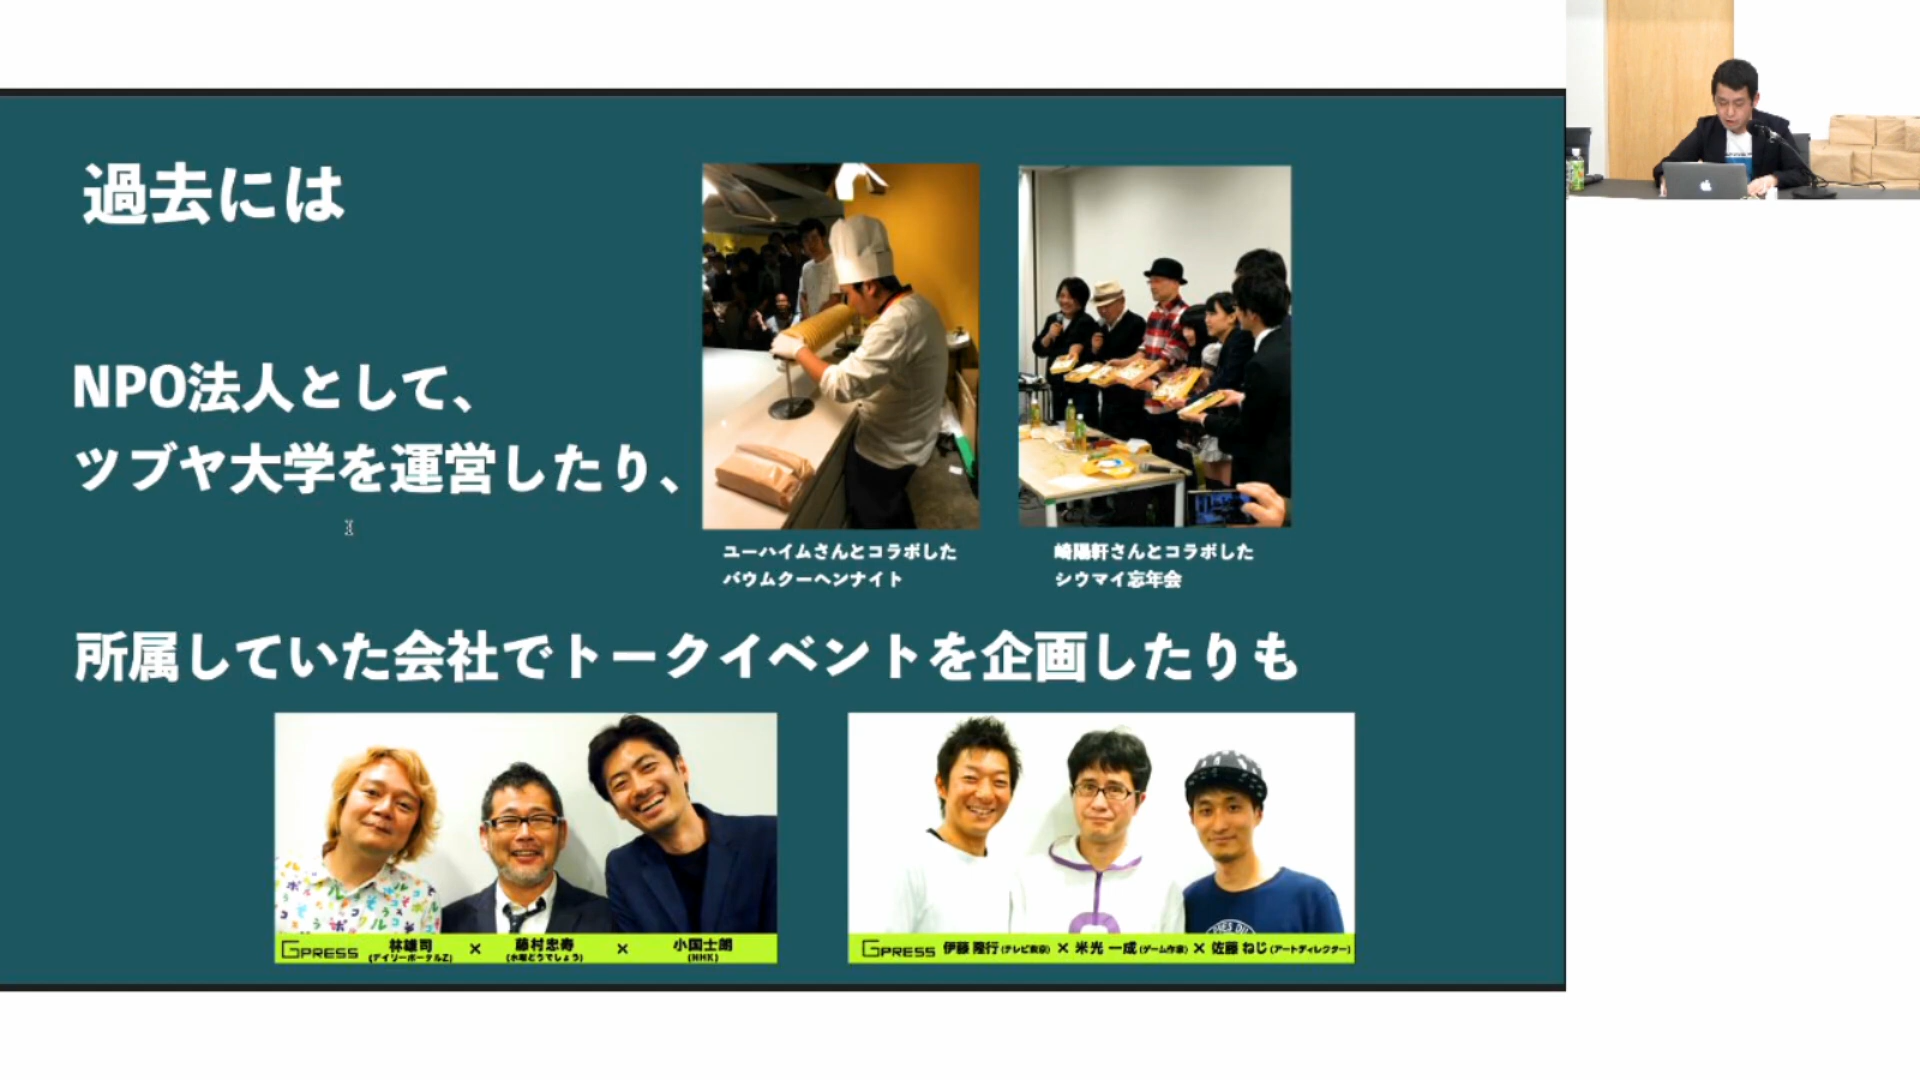 過去には
NPO法人として、
ツブヤ大学を運営したり、
ユーハイムさんとコラボした
バウムクーヘンナイト
崎陽軒さんとコラボした
シウマイ忘年会
所属していた会社でトークイベントを企画したりも
GPRESS 林雄司 × 藤村忠寿 × 小国士朗
(デイリーポータルZ) (水曜どうでしょう) (NHK)
GPRESS 伊藤 隆行(テレビ東京) × 米光 一成(ゲーム作家) × 佐藤 ねじ(アートディレクター)